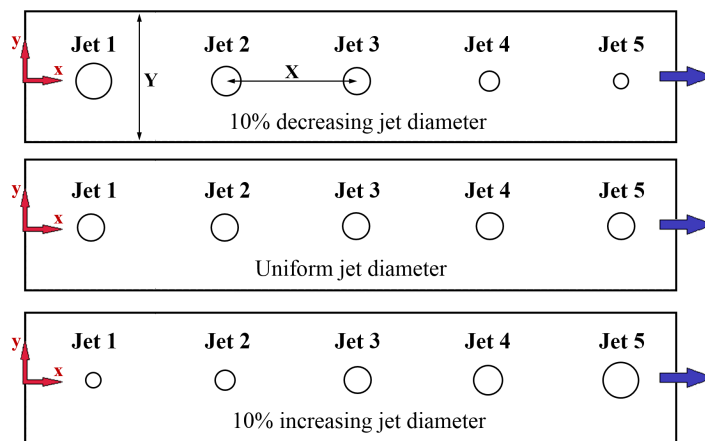 y
Jet 1
Jet 2
Jet 3
Jet 4
Jet 5
x
Y
X
10% decreasing jet diameter
y
Jet 1
Jet 2
Jet 3
Jet 4
Jet 5
x
Uniform jet diameter
y
Jet 1
Jet 2
Jet 3
Jet 4
Jet 5
x
10% increasing jet diameter